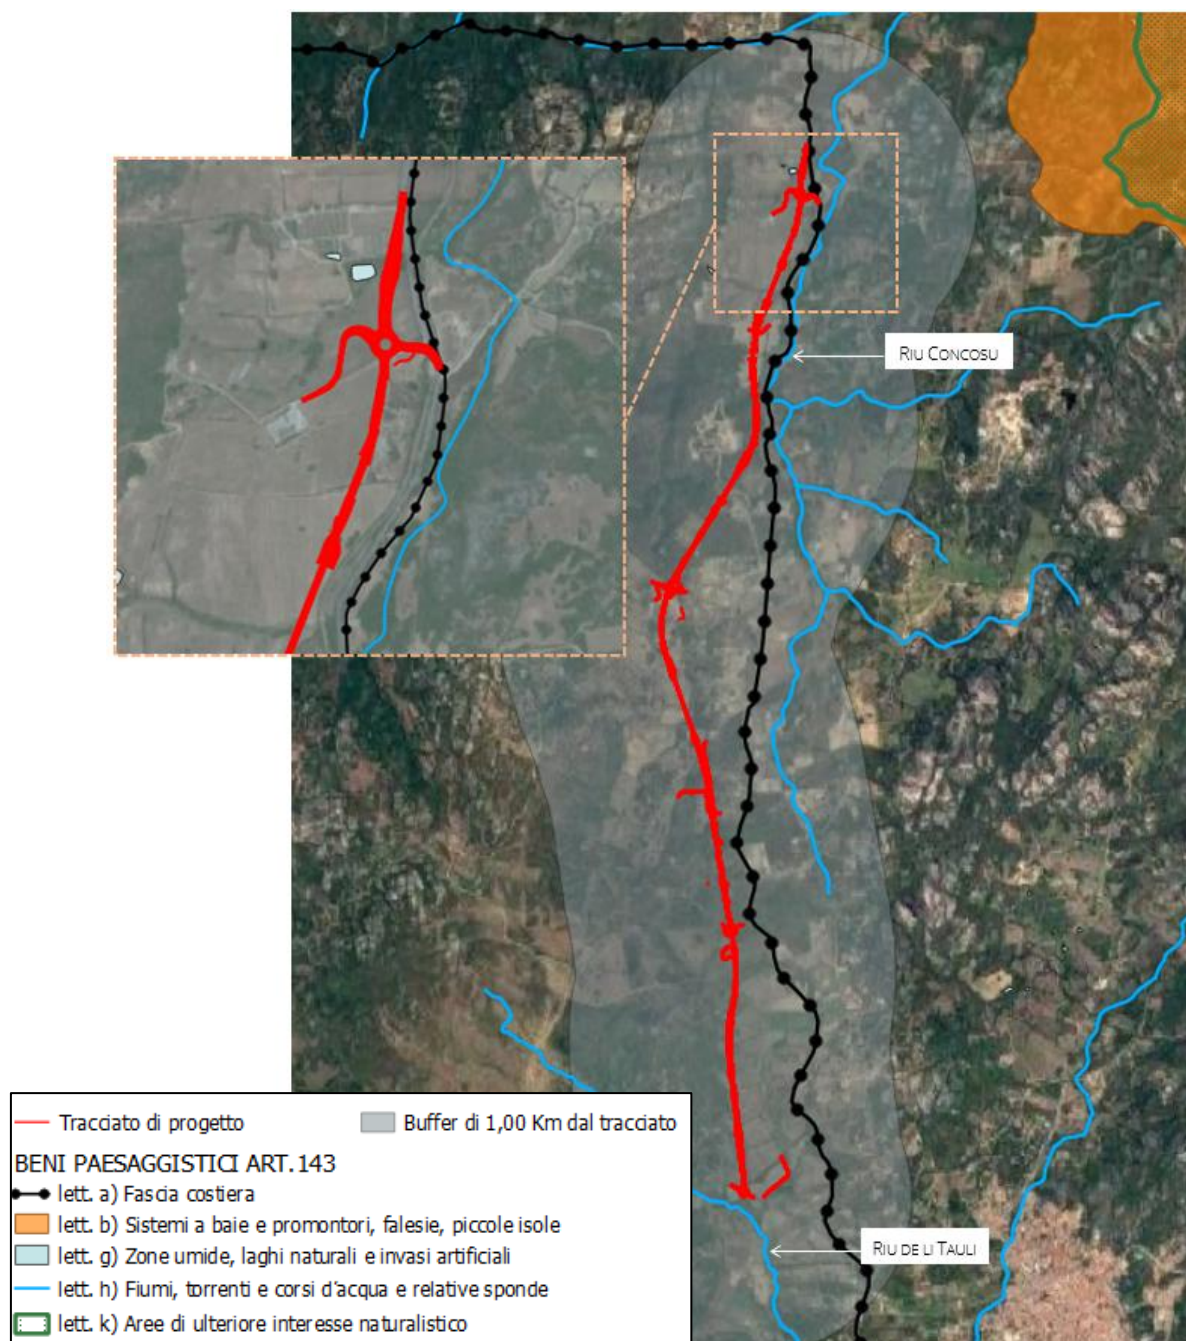 RIU CONCOSU
RIU DE LI TAULI
Tracciato di progetto
Buffer di 1,00 Km dal tracciato
BENI PAESAGGISTICI ART.143
lett. a) Fascia costiera
lett. b) Sistemi a baie e promontori, falesie, piccole isole
lett. g) Zone umide, laghi naturali e invasi artificiali
lett. h) Fiumi, torrenti e corsi d'acqua e relative sponde
lett. k) Aree di ulteriore interesse naturalistico